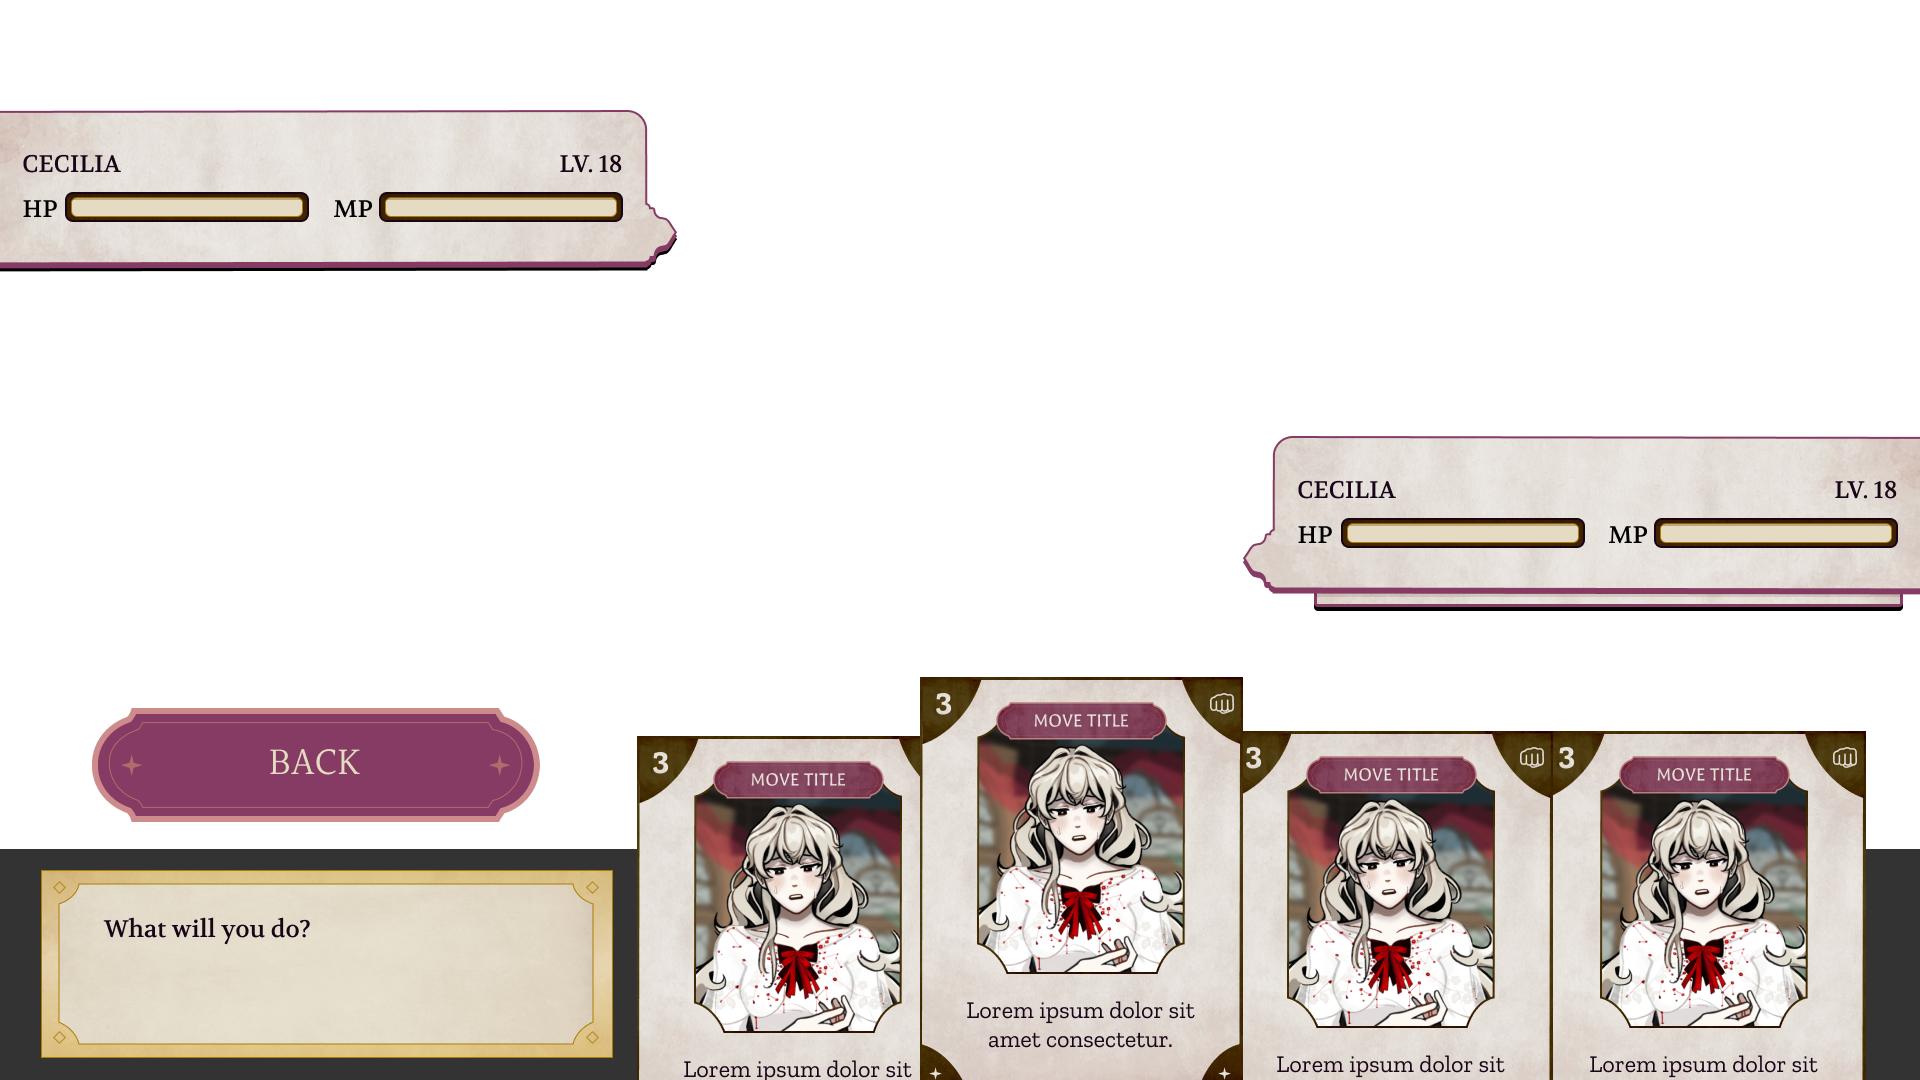 CECILIA
LV. 18
HP
MP
CECILIA
LV. 18
HP
MP
BACK
What will you do?
3
MOVE TITLE
Lorem ipsum dolor sit
3
MOVE TITLE
Lorem ipsum dolor sit
amet consectetur.
3
MOVE TITLE
Lorem ipsum dolor sit
3
MOVE TITLE
Lorem ipsum dolor sit